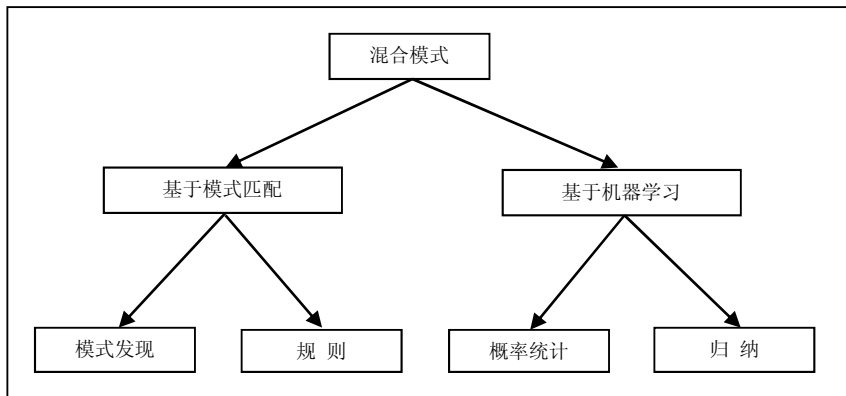 混合模式
基于模式匹配
基于机器学习
模式发现
规 则
概率统计
归 纳